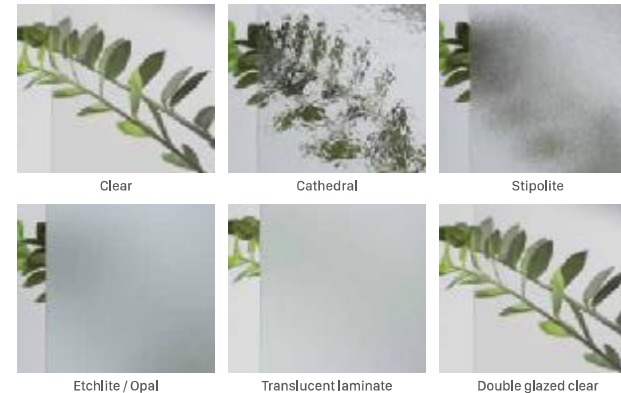 Clear
Cathedral
Stipolite
Etchlite / Opal
Translucent laminate
Double glazed clear